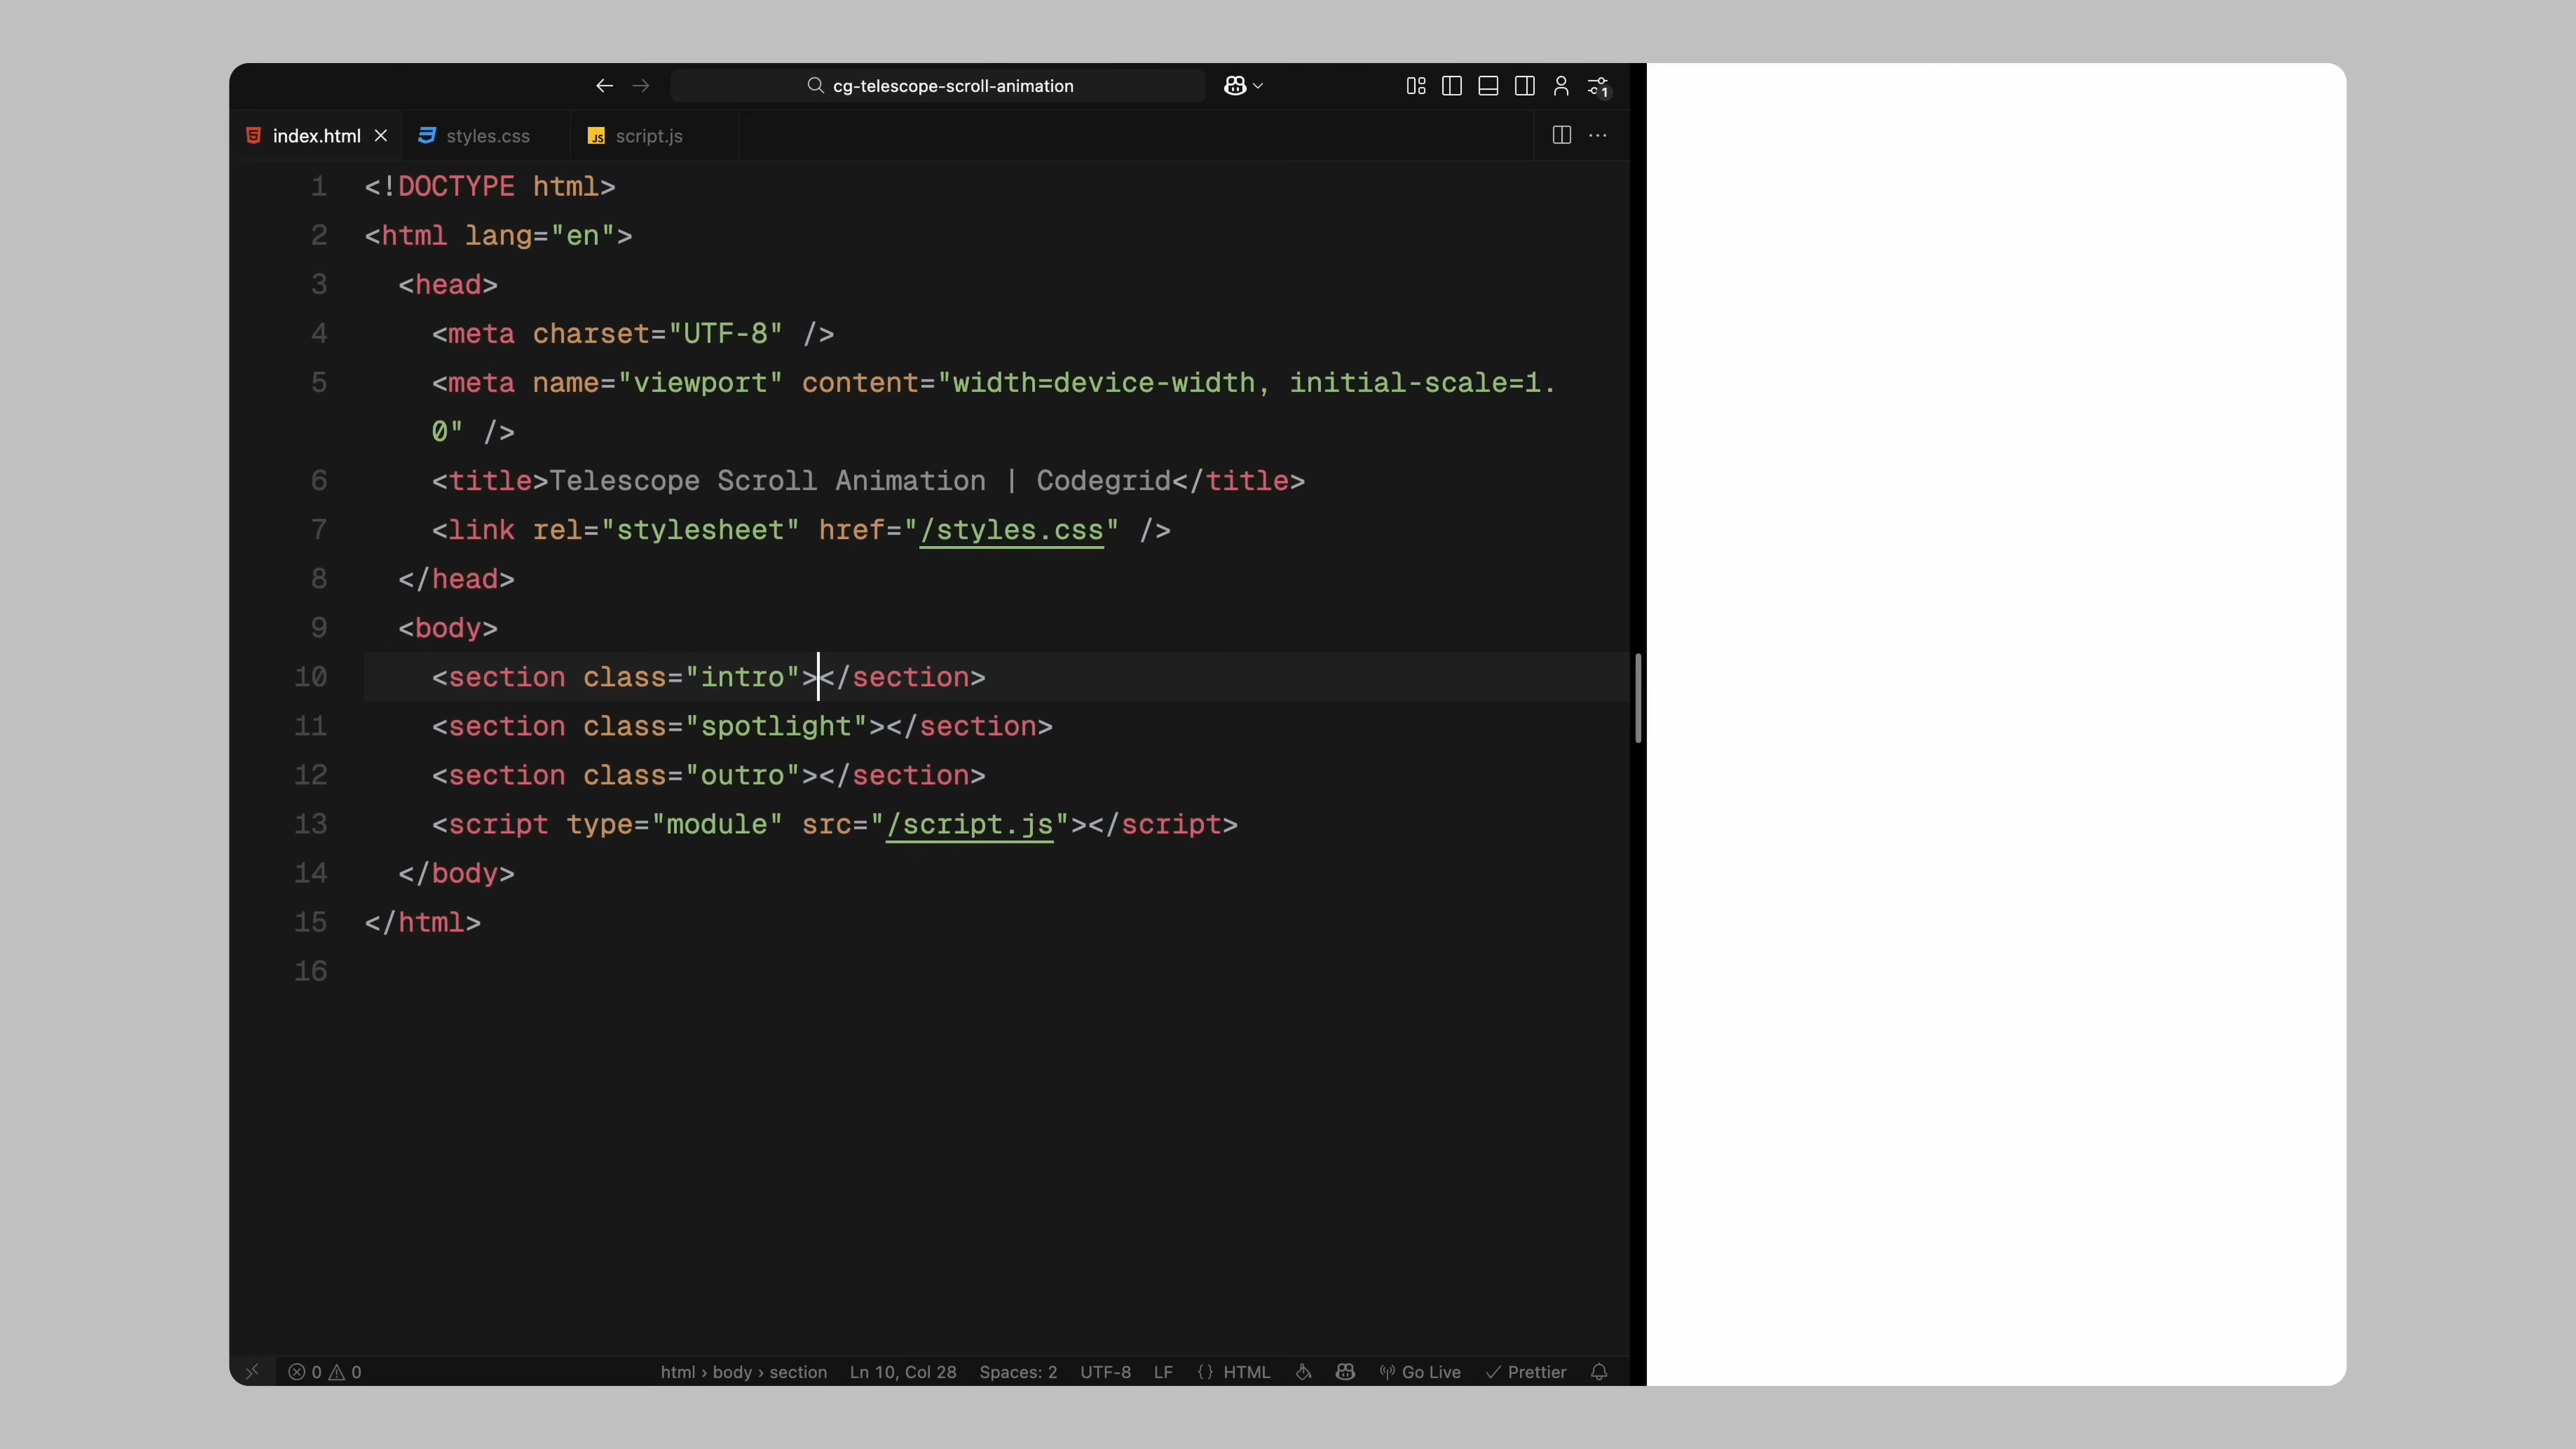 cg-telescope-scroll-animation
1
index.html styles.css JS script.js
1 <!DOCTYPE html>
2 <html lang="en">
3 <head>
4 <meta charset="UTF-8" />
5 <meta name="viewport" content="width=device-width, initial-scale=1.
0" />
6 <title>Telescope Scroll Animation | Codegrid</title>
7 <link rel="stylesheet" href="/styles.css" />
8 </head>
9 <body>
10 <section class="intro"></section>
11 <section class="spotlight"></section>
12 <section class="outro"></section>
13 <script type="module" src="/script.js"></script>
14 </body>
15 </html>
16
0 0 html › body › section Ln 10, Col 28 Spaces: 2 UTF-8 LF {} HTML Go Live Prettier